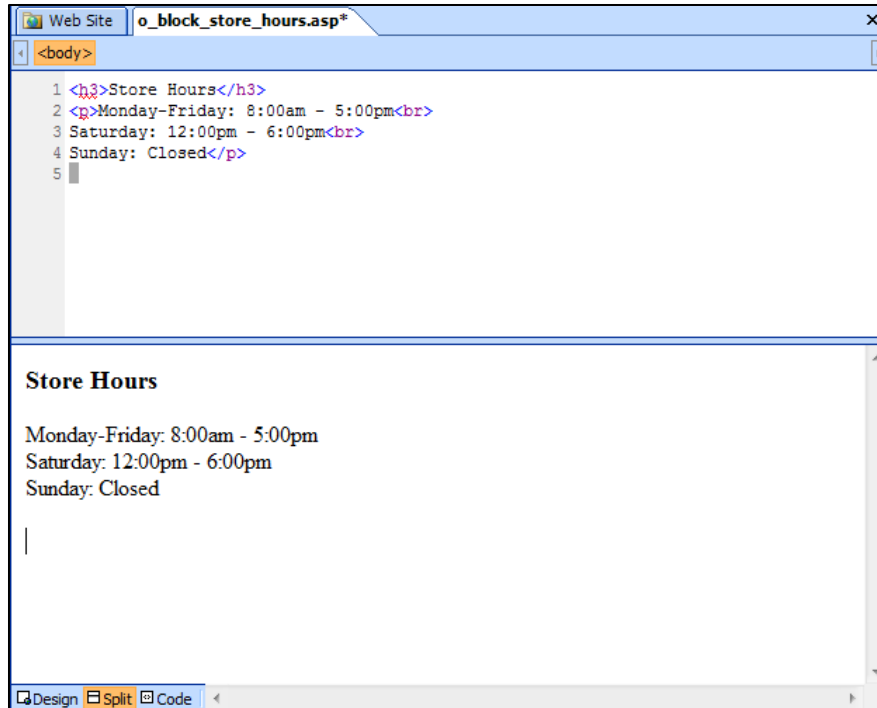 Web Site o_block_store_hours.asp* ×
<body>
1 <h3>Store Hours</h3>
2 <p>Monday-Friday: 8:00am - 5:00pm<br>
3 Saturday: 12:00pm - 6:00pm<br>
4 Sunday: Closed</p>
5
Store Hours
Monday-Friday: 8:00am - 5:00pm
Saturday: 12:00pm - 6:00pm
Sunday: Closed
Design Split Code